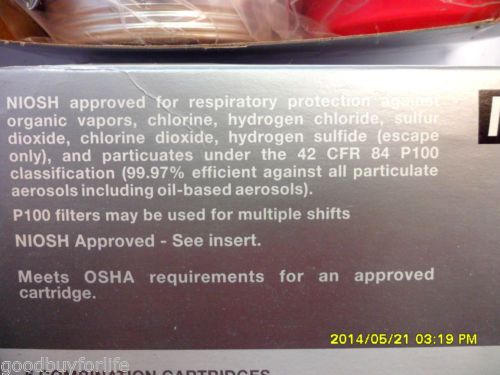 NIOSH approved for respiratory protection against
organic vapors, chlorine, hydrogen chloride, sulfur
dioxide, chlorine dioxide, hydrogen sulfide (escape
only), and particuates under the 42 CFR 84 P100
classification (99.97% efficient against all particulate
aerosols including oil-based aerosols).
P100 filters may be used for multiple shifts
NIOSH Approved - See insert.
Meets OSHA requirements for an approved
cartridge.
2014/05/21 03:19 PM
goodbuyforlife
COMBINATION CARTRIDGES